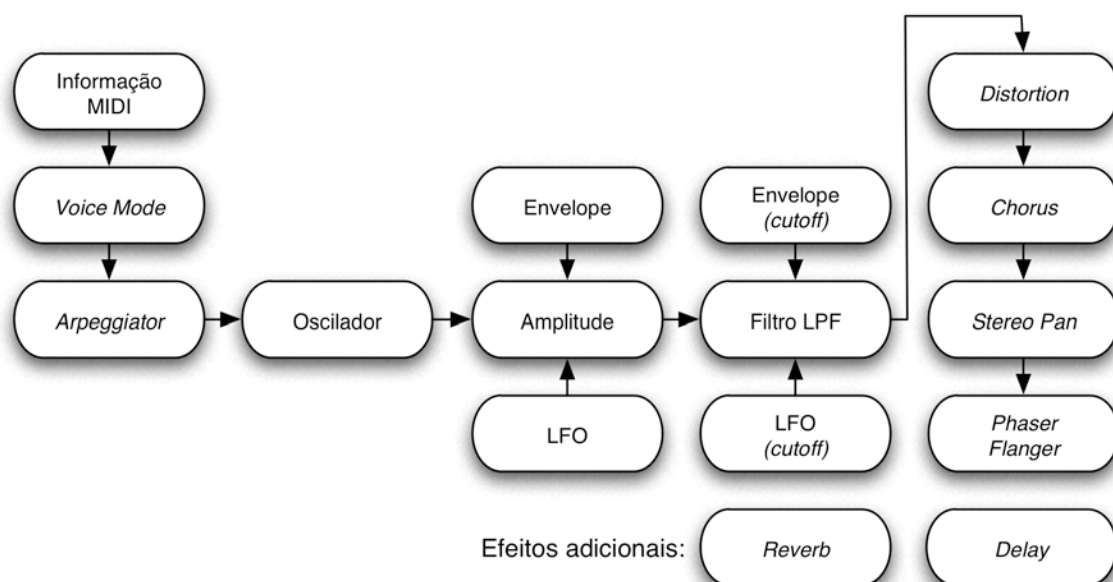 Informação
MIDI
Voice Mode
Arpeggiator
Oscilador
Envelope
Amplitude
LFO
Envelope
(cutoff)
Filtro LPF
LFO
(cutoff)
Distortion
Chorus
Stereo Pan
Phaser
Flanger
Efeitos adicionais:
Reverb
Delay